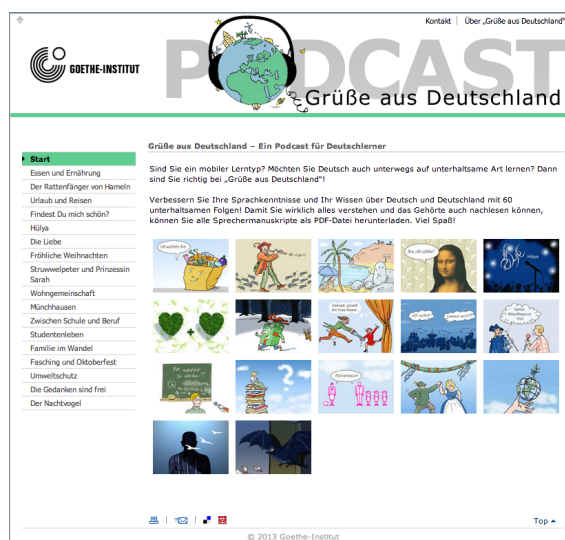 Kontakt | Über „Grüße aus Deutschland“
GOETHE-INSTITUT
PODCAST
Grüße aus Deutschland
Grüße aus Deutschland – Ein Podcast für Deutschlerner
Start
Essen und Ernährung
Der Rattenfänger von Hameln
Urlaub und Reisen
Findest Du mich schön?
Hülya
Die Liebe
Fröhliche Weihnachten
Struwwelpeter und Prinzessin
Sarah
Wohngemeinschaft
Münchhausen
Zwischen Schule und Beruf
Studentenleben
Familie im Wandel
Fasching und Oktoberfest
Umweltschutz
Die Gedanken sind frei
Der Nachtvogel
Sind Sie ein mobiler Lerntyp? Möchten Sie Deutsch auch unterwegs auf unterhaltsame Art lernen? Dann
sind Sie richtig bei „Grüße aus Deutschland“!
Verbessern Sie Ihre Sprachkenntnisse und Ihr Wissen über Deutsch und Deutschland mit 60
unterhaltsamen Folgen! Damit Sie wirklich alles verstehen und das Gehörte auch nachlesen können,
können Sie alle Sprechermanuskripte als PDF-Datei herunterladen. Viel Spaß!
Hülya
Top
© 2013 Goethe-Institut